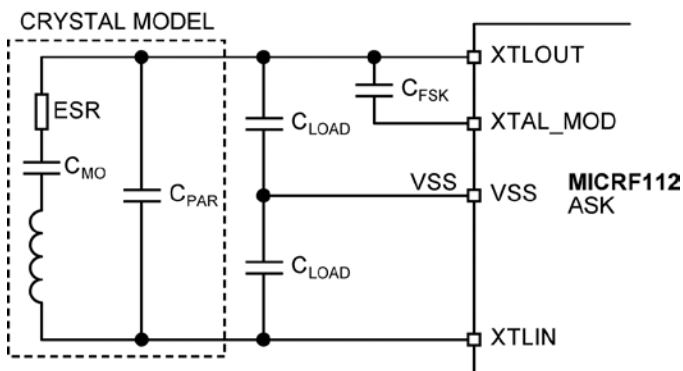 CRYSTAL MODEL
XTLOUT
ESR
CFSK
CLOAD
XTAL_MOD
CMO
CPAR
VSS
VSS
MICRF112
ASK
CLOAD
XTLIN